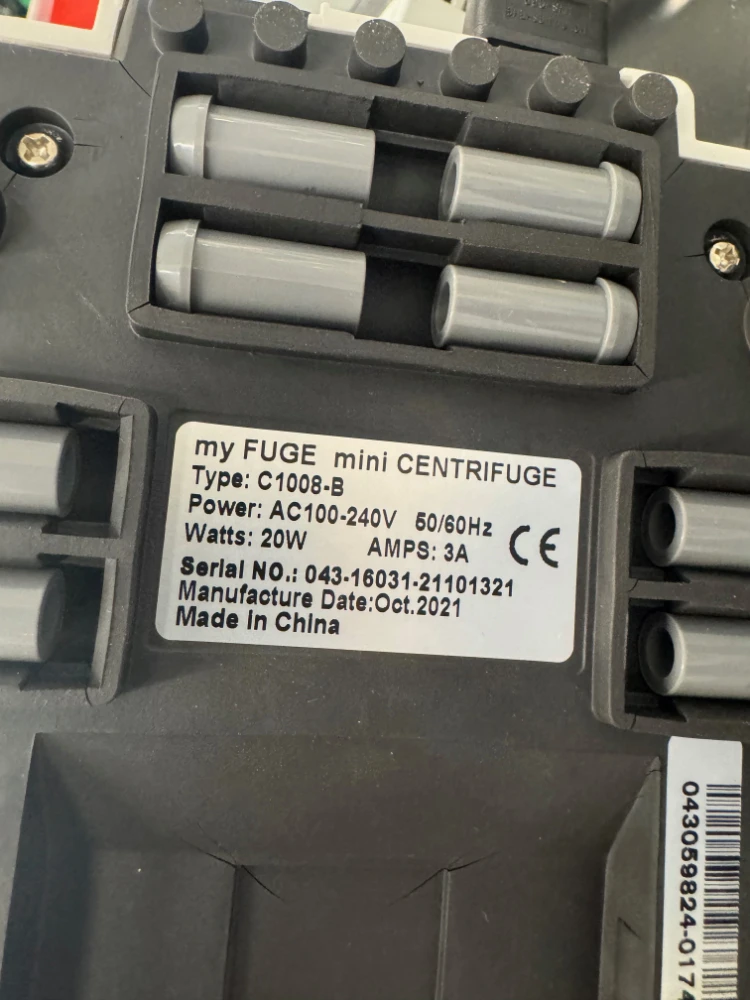 my FUGE mini CENTRIFUGE
Type: C1008-B
Power: AC100-240V 50/60Hz
Watts: 20W AMPS: 3A
CE
Serial NO.: 043-16031-21101321
Manufacture Date:Oct.2021
Made in China
043059824-0174